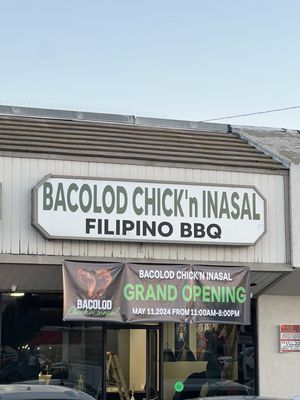 BACOLOD CHICK'n INASAL
FILIPINO BBQ
BACOLOD CHICK'N INASAL
GRAND OPENING
MAY 11, 2024 FROM 11:00AM-8:00PM
BACOLOD
Chick'n Inasal